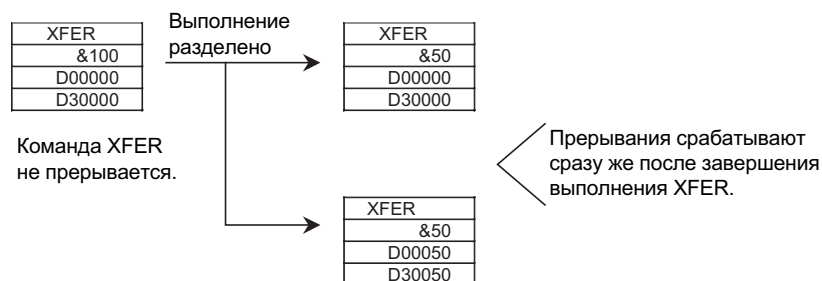 XFER
&100
D00000
D30000
Команда XFER
не прерывается.
Выполнение
разделено
XFER
&50
D00000
D30000
XFER
&50
D00050
D30050
Прерывания срабатывают
сразу же после завершения
выполнения XFER.